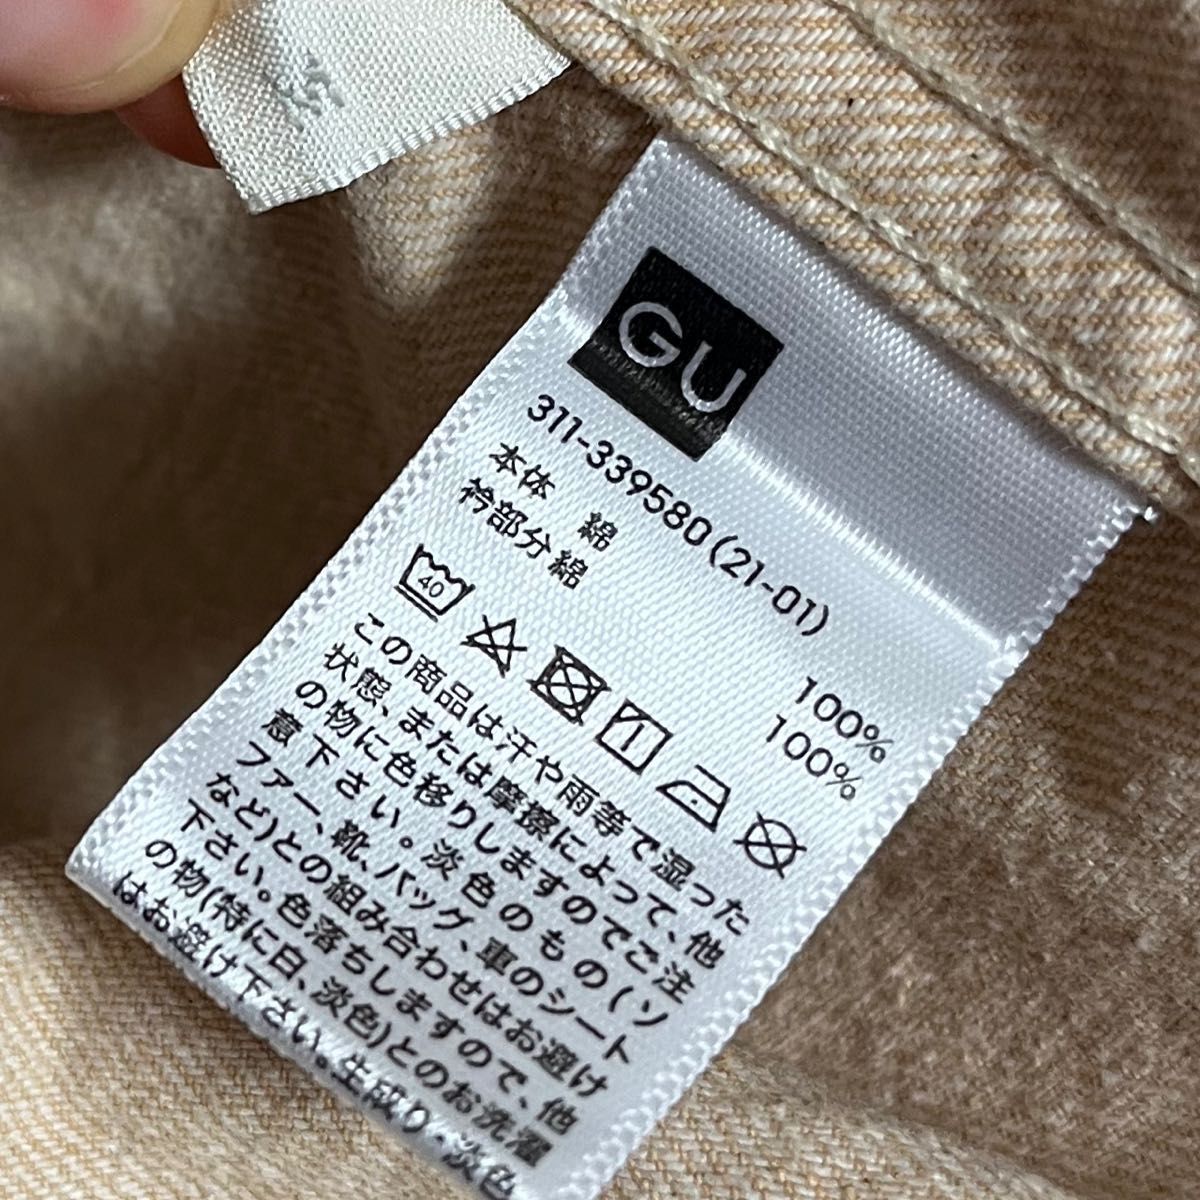 GU
311-339580(21-01)
本体 綿 100%
衿部分綿 100%
40
1
この商品は汗や雨等で湿った
状態、または摩擦によって、他
の物に色移りしますのでご注
意下さい。淡色のもの(ソ
ファー、靴、バッグ、車のシート
など)との組み合わせはお避け
下さい。色落ちしますので、他
の物(特に白、淡色)とのお洗濯
はお避け下さい。生成り・淡色